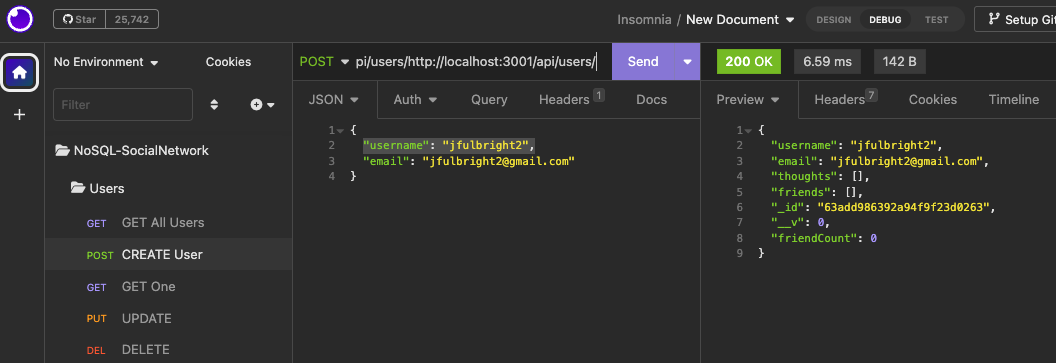 Star 25,742 Insomnia / New Document DESIGN DEBUG TEST Setup Git
No Environment Cookies
POST pi/users/http://localhost:3001/api/users/ Send 200 OK 6.59 ms 142 B
Filter
JSON Auth Query Headers 1 Docs
Preview Headers 7 Cookies Timeline
NoSQL-SocialNetwork
Users
GET GET All Users
POST CREATE User
GET GET One
PUT UPDATE
DEL DELETE
1 {
2 "username": "jfulbright2",
3 "email": "jfulbright2@gmail.com"
4 }
1 {
2 "username": "jfulbright2",
3 "email": "jfulbright2@gmail.com",
4 "thoughts": [],
5 "friends": [],
6 "_id": "63add986392a94f9f23d0263",
7 "__v": 0,
8 "friendCount": 0
9 }